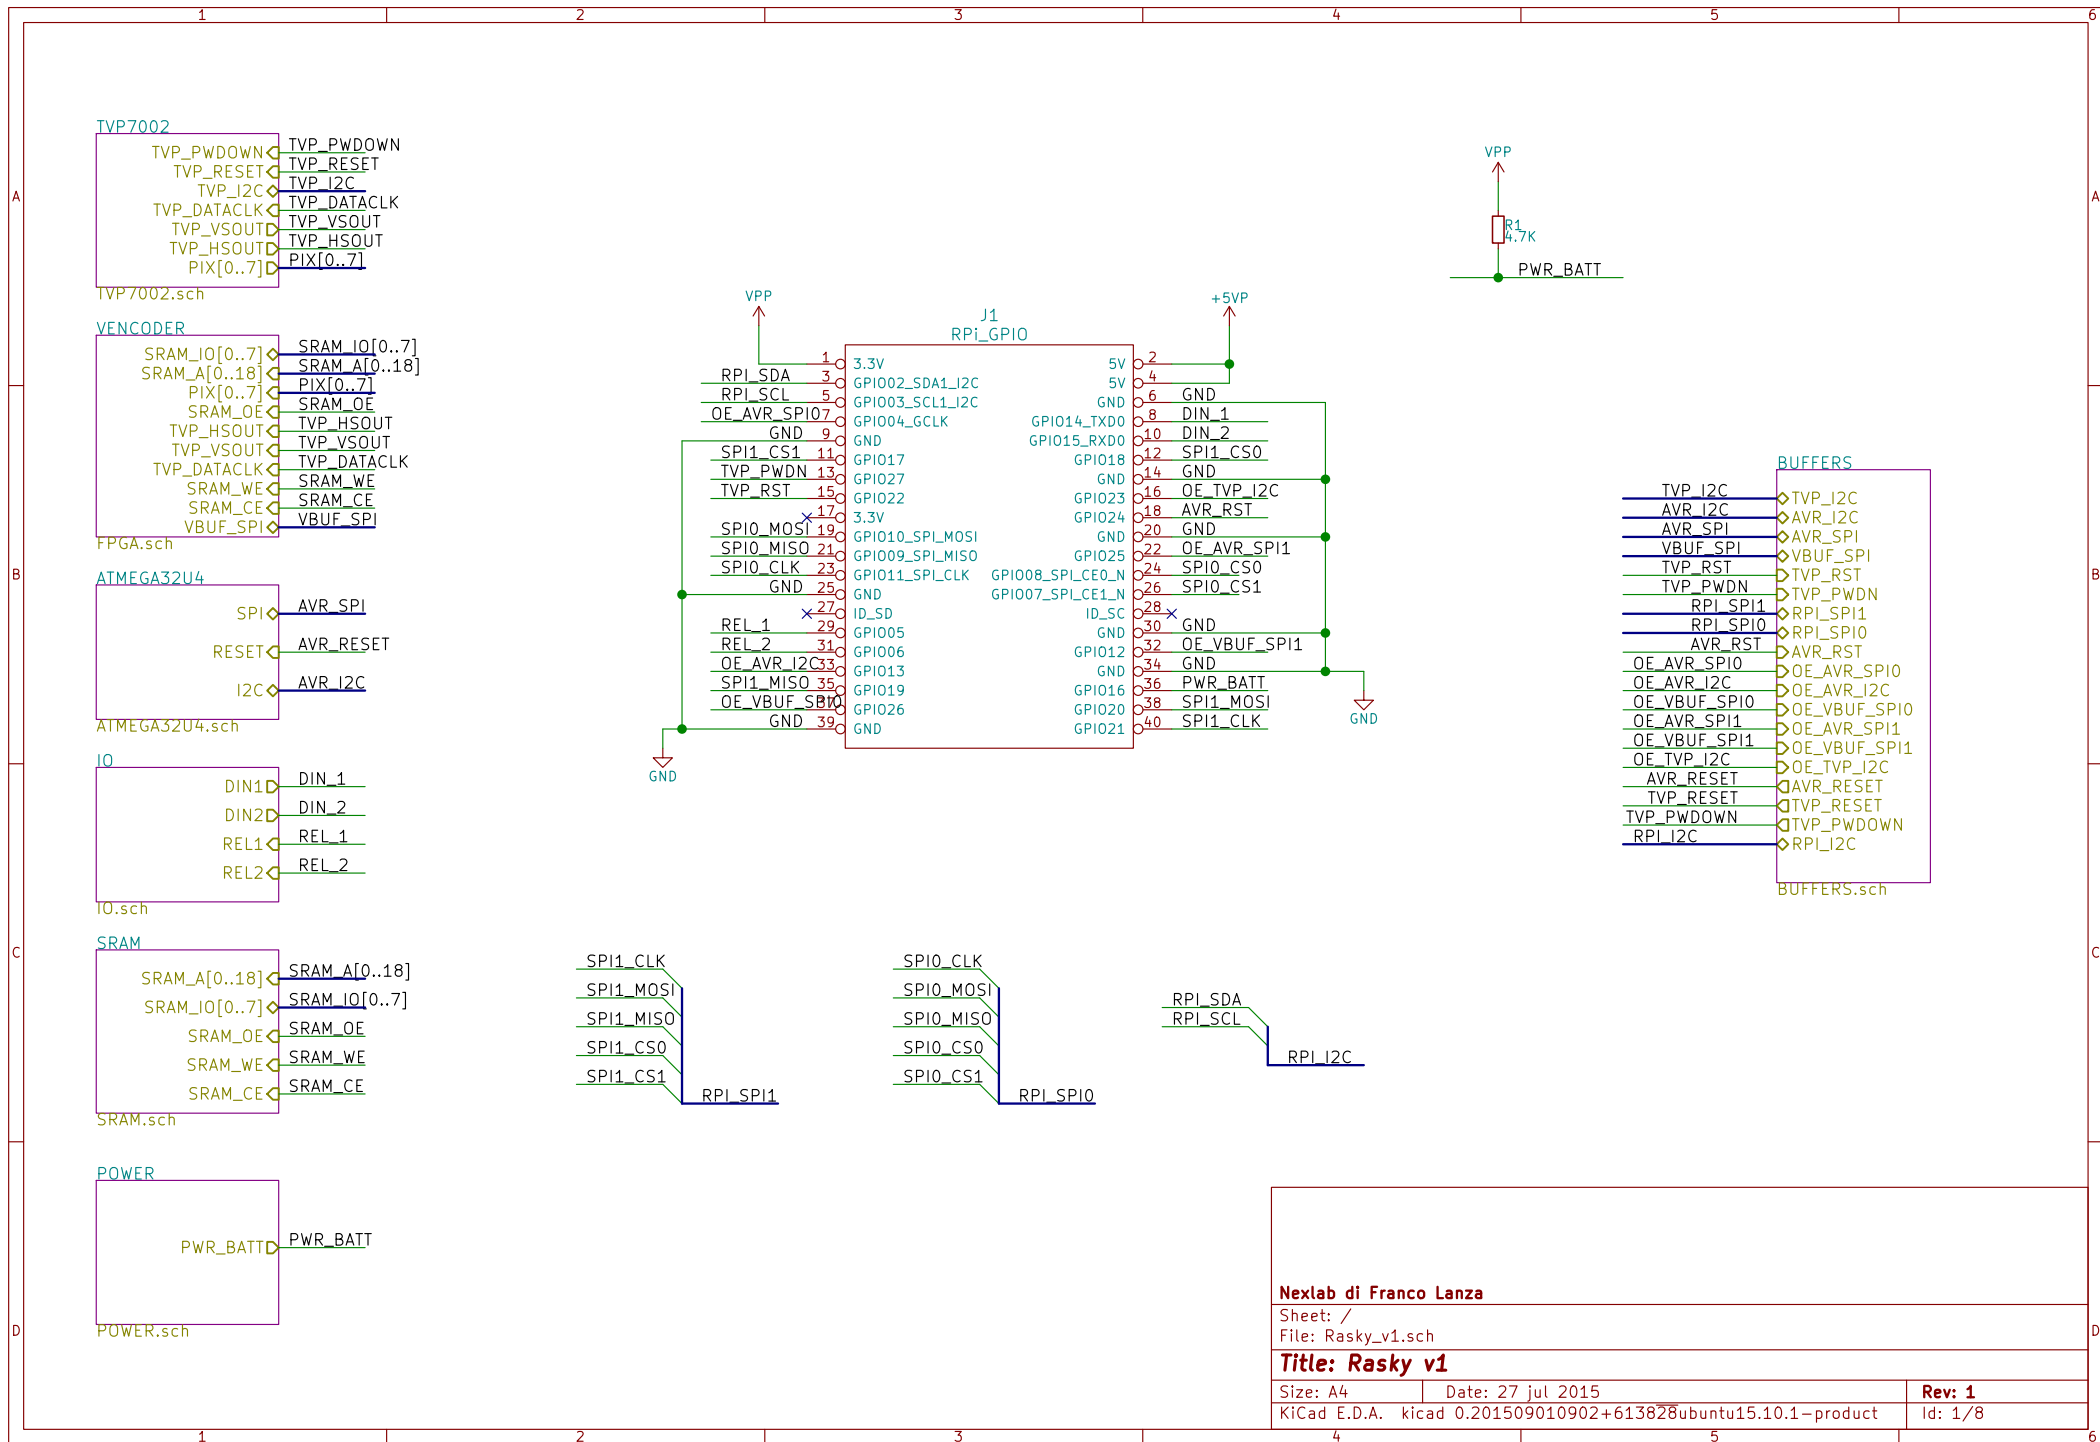 1 2 3 4 5 6
A
B
C
D
A
B
C
D
1 2 3 4 5 6
TVP7002
TVP_PWDOWN TVP_PWDOWN
TVP_RESET TVP_RESET
TVP_I2C TVP_I2C
TVP_DATACLK TVP_DATACLK
TVP_VSOUT TVP_VSOUT
TVP_HSOUT TVP_HSOUT
PIX[0..7] PIX[0..7]
TVP7002.sch
VENCODER
SRAM_IO[0..7] SRAM_IO[0..7]
SRAM_A[0..18] SRAM_A[0..18]
PIX[0..7] PIX[0..7]
SRAM_OE SRAM_OE
TVP_HSOUT TVP_HSOUT
TVP_VSOUT TVP_VSOUT
TVP_DATACLK TVP_DATACLK
SRAM_WE SRAM_WE
SRAM_CE SRAM_CE
VBUF_SPI VBUF_SPI
FPGA.sch
ATMEGA32U4
SPI AVR_SPI
RESET AVR_RESET
I2C AVR_I2C
ATMEGA32U4.sch
IO
DIN1 DIN_1
DIN2 DIN_2
REL1 REL_1
REL2 REL_2
IO.sch
SRAM
SRAM_A[0..18] SRAM_A[0..18]
SRAM_IO[0..7] SRAM_IO[0..7]
SRAM_OE SRAM_OE
SRAM_WE SRAM_WE
SRAM_CE SRAM_CE
SRAM.sch
POWER
PWR_BATT PWR_BATT
POWER.sch
VPP
+5VP
J1
RPi_GPIO
1 3.3V 5V 2
RPI_SDA 3 GPIO02_SDA1_I2C 5V 4
RPI_SCL 5 GPIO03_SCL1_I2C GND 6 GND
OE_AVR_SPI0 7 GPIO04_GCLK GPIO14_TXD0 8 DIN_1
GND 9 GND GPIO15_RXD0 10 DIN_2
SPI1_CS1 11 GPIO17 GPIO18 12 SPI1_CS0
TVP_PWDN 13 GPIO27 GND 14 GND
TVP_RST 15 GPIO22 GPIO23 16 OE_TVP_I2C
17 3.3V GPIO24 18 AVR_RST
SPI0_MOSI 19 GPIO10_SPI_MOSI GND 20 GND
SPI0_MISO 21 GPIO09_SPI_MISO GPIO25 22 OE_AVR_SPI1
SPI0_CLK 23 GPIO11_SPI_CLK GPIO08_SPI_CE0_N 24 SPI0_CS0
GND 25 GND GPIO07_SPI_CE1_N 26 SPI0_CS1
27 ID_SD ID_SC 28
REL_1 29 GPIO05 GND 30 GND
REL_2 31 GPIO06 GPIO12 32 OE_VBUF_SPI1
OE_AVR_I2C 33 GPIO13 GND 34 GND
SPI1_MISO 35 GPIO19 GPIO16 36 PWR_BATT
OE_VBUF_SPI0 37 GPIO26 GPIO20 38 SPI1_MOSI
GND 39 GND GPIO21 40 SPI1_CLK
GND
GND
VPP
R1
4.7K
PWR_BATT
BUFFERS
TVP_I2C TVP_I2C
AVR_I2C AVR_I2C
AVR_SPI AVR_SPI
VBUF_SPI VBUF_SPI
TVP_RST TVP_RST
TVP_PWDN TVP_PWDN
RPI_SPI1 RPI_SPI1
RPI_SPI0 RPI_SPI0
AVR_RST AVR_RST
OE_AVR_SPI0 OE_AVR_SPI0
OE_AVR_I2C OE_AVR_I2C
OE_VBUF_SPI0 OE_VBUF_SPI0
OE_AVR_SPI1 OE_AVR_SPI1
OE_VBUF_SPI1 OE_VBUF_SPI1
OE_TVP_I2C OE_TVP_I2C
AVR_RESET AVR_RESET
TVP_RESET TVP_RESET
TVP_PWDOWN TVP_PWDOWN
RPI_I2C RPI_I2C
BUFFERS.sch
SPI1_CLK
SPI1_MOSI
SPI1_MISO
SPI1_CS0
SPI1_CS1
RPI_SPI1
SPI0_CLK
SPI0_MOSI
SPI0_MISO
SPI0_CS0
SPI0_CS1
RPI_SPI0
RPI_SDA
RPI_SCL
RPI_I2C
Nexlab di Franco Lanza
Sheet: /
File: Rasky_v1.sch
Title: Rasky v1
Size: A4 Date: 27 jul 2015 Rev: 1
KiCad E.D.A. kicad 0.201509010902+613828ubuntu15.10.1-product Id: 1/8